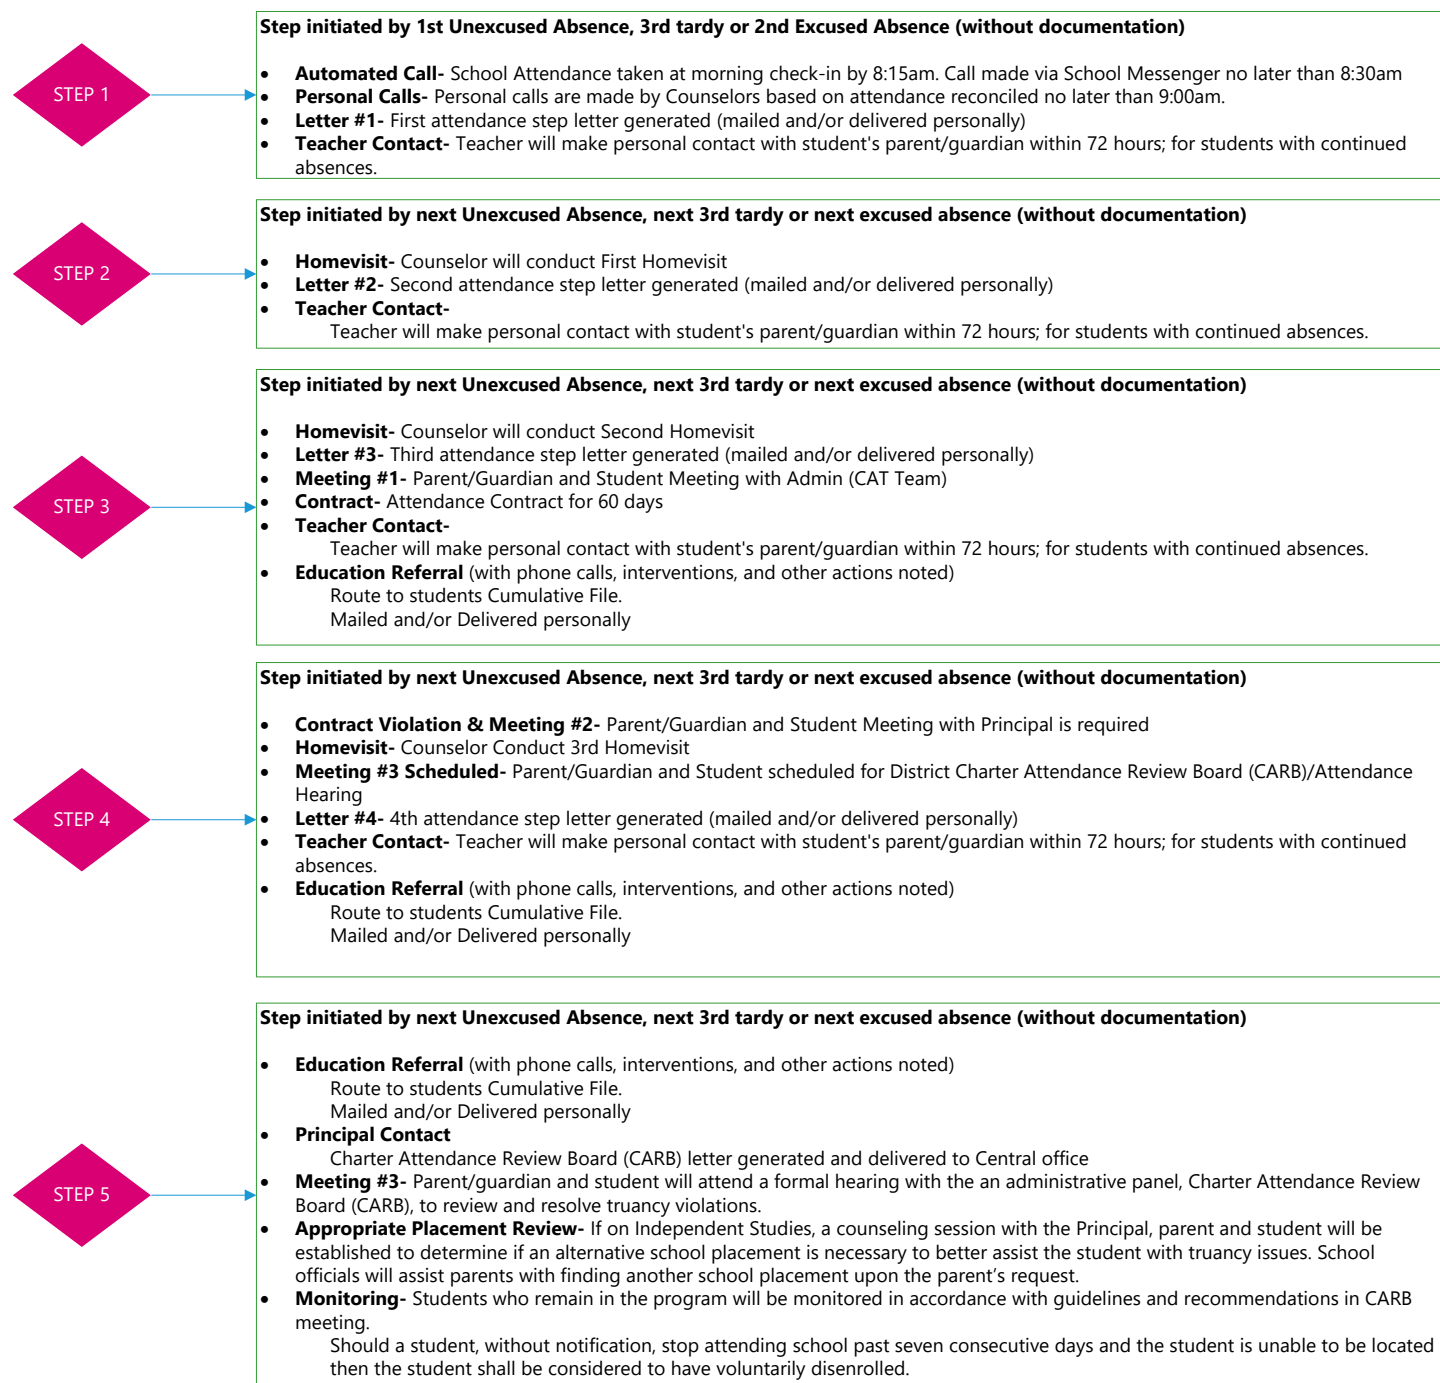 Step initiated by 1st Unexcused Absence, 3rd tardy or 2nd Excused Absence (without documentation)
STEP 1
• Automated Call- School Attendance taken at morning check-in by 8:15am. Call made via School Messenger no later than 8:30am
• Personal Calls- Personal calls are made by Counselors based on attendance reconciled no later than 9:00am.
• Letter #1- First attendance step letter generated (mailed and/or delivered personally)
• Teacher Contact- Teacher will make personal contact with student's parent/guardian within 72 hours; for students with continued
absences.
Step initiated by next Unexcused Absence, next 3rd tardy or next excused absence (without documentation)
STEP 2
• Homevisit- Counselor will conduct First Homevisit
• Letter #2- Second attendance step letter generated (mailed and/or delivered personally)
• Teacher Contact-
Teacher will make personal contact with student's parent/guardian within 72 hours; for students with continued absences.
Step initiated by next Unexcused Absence, next 3rd tardy or next excused absence (without documentation)
STEP 3
• Homevisit- Counselor will conduct Second Homevisit
• Letter #3- Third attendance step letter generated (mailed and/or delivered personally)
• Meeting #1- Parent/Guardian and Student Meeting with Admin (CAT Team)
• Contract- Attendance Contract for 60 days
• Teacher Contact-
Teacher will make personal contact with student's parent/guardian within 72 hours; for students with continued absences.
• Education Referral (with phone calls, interventions, and other actions noted)
Route to students Cumulative File.
Mailed and/or Delivered personally
Step initiated by next Unexcused Absence, next 3rd tardy or next excused absence (without documentation)
STEP 4
• Contract Violation & Meeting #2- Parent/Guardian and Student Meeting with Principal is required
• Homevisit- Counselor Conduct 3rd Homevisit
• Meeting #3 Scheduled- Parent/Guardian and Student scheduled for District Charter Attendance Review Board (CARB)/Attendance
Hearing
• Letter #4- 4th attendance step letter generated (mailed and/or delivered personally)
• Teacher Contact- Teacher will make personal contact with student's parent/guardian within 72 hours; for students with continued
absences.
• Education Referral (with phone calls, interventions, and other actions noted)
Route to students Cumulative File.
Mailed and/or Delivered personally
Step initiated by next Unexcused Absence, next 3rd tardy or next excused absence (without documentation)
STEP 5
• Education Referral (with phone calls, interventions, and other actions noted)
Route to students Cumulative File.
Mailed and/or Delivered personally
• Principal Contact
Charter Attendance Review Board (CARB) letter generated and delivered to Central office
• Meeting #3- Parent/guardian and student will attend a formal hearing with the an administrative panel, Charter Attendance Review
Board (CARB), to review and resolve truancy violations.
• Appropriate Placement Review- If on Independent Studies, a counseling session with the Principal, parent and student will be
established to determine if an alternative school placement is necessary to better assist the student with truancy issues. School
officials will assist parents with finding another school placement upon the parent’s request.
• Monitoring- Students who remain in the program will be monitored in accordance with guidelines and recommendations in CARB
meeting.
Should a student, without notification, stop attending school past seven consecutive days and the student is unable to be located
then the student shall be considered to have voluntarily disenrolled.